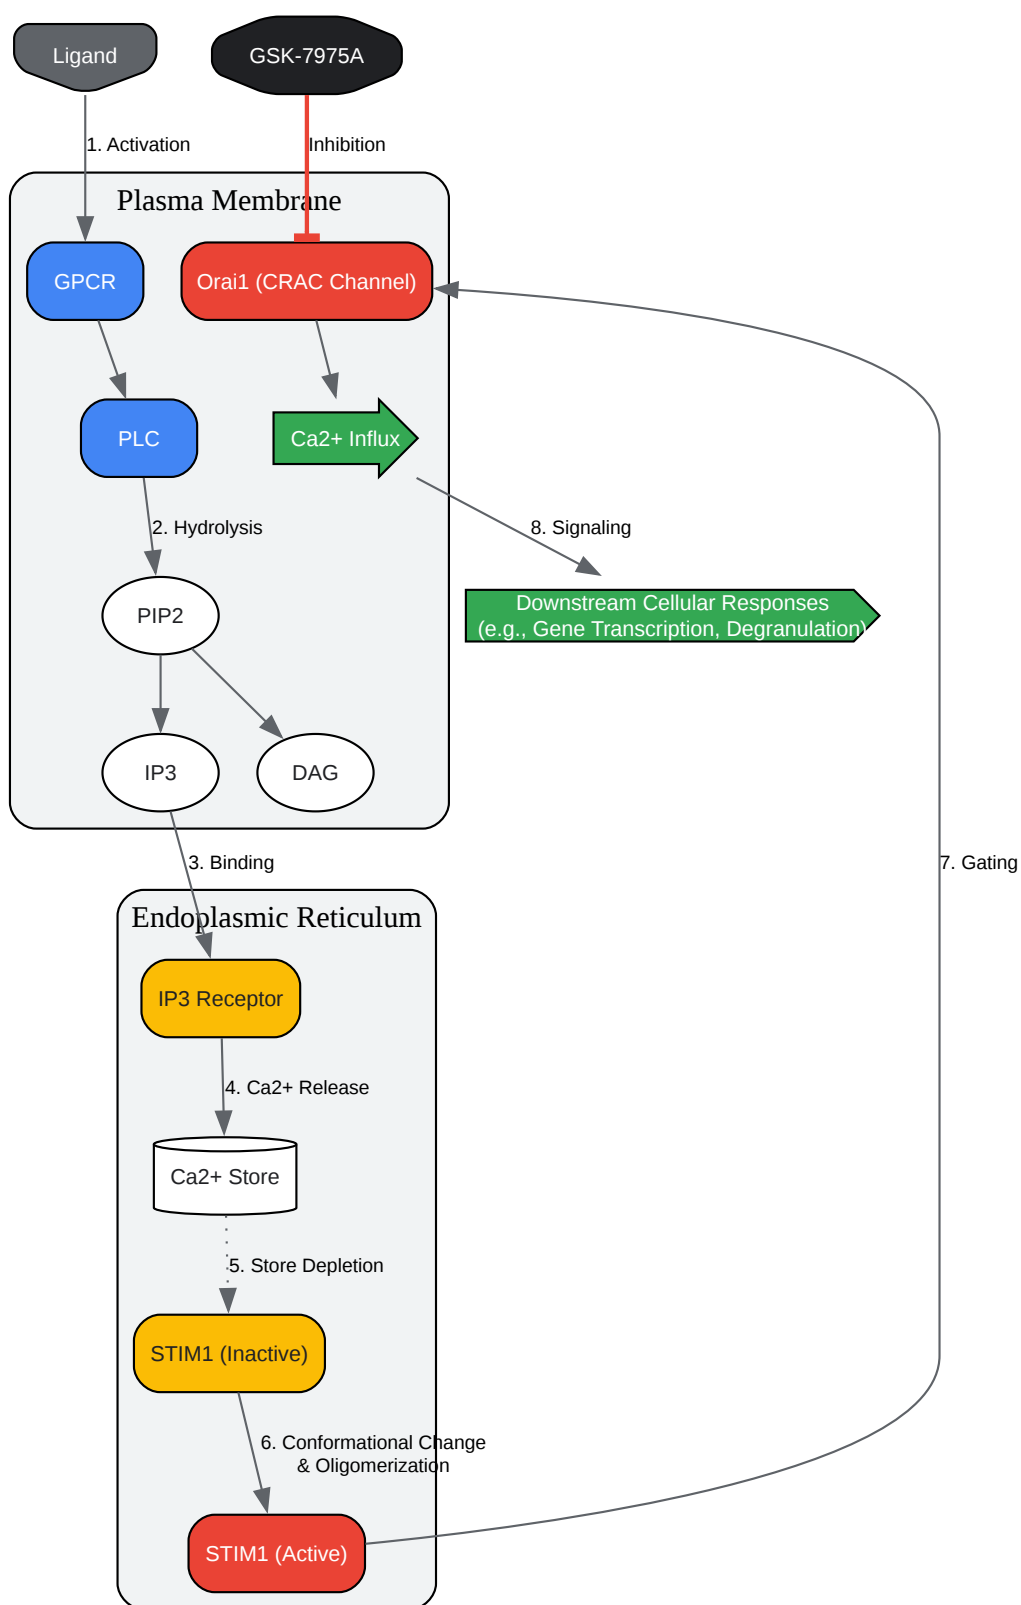 Ligand
GSK-7975A
1. Activation
Inhibition
Plasma Membrane
GPCR
Orai1 (CRAC Channel)
PLC
Ca2+ Influx
2. Hydrolysis
8. Signaling
PIP2
Downstream Cellular Responses
(e.g., Gene Transcription, Degranulation)
IP3
DAG
3. Binding
7. Gating
Endoplasmic Reticulum
IP3 Receptor
4. Ca2+ Release
Ca2+ Store
5. Store Depletion
STIM1 (Inactive)
6. Conformational Change
& Oligomerization
STIM1 (Active)